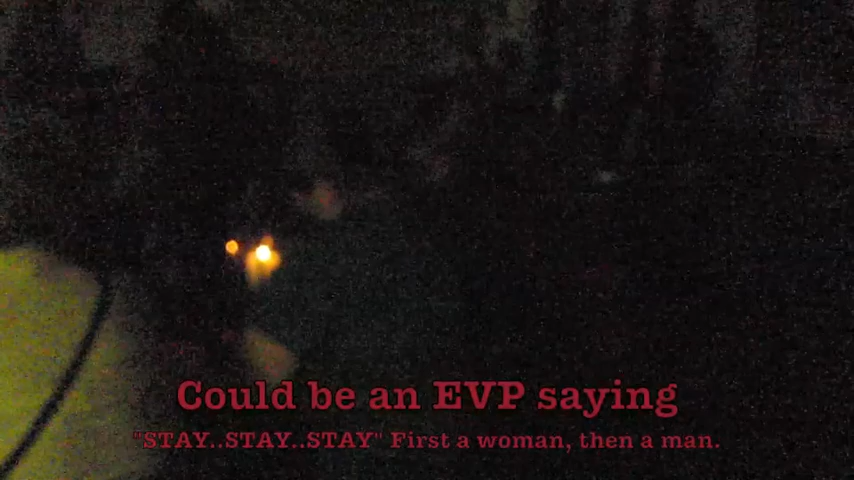 Could be an EVP saying
"STAY..STAY..STAY" First a woman, then a man.